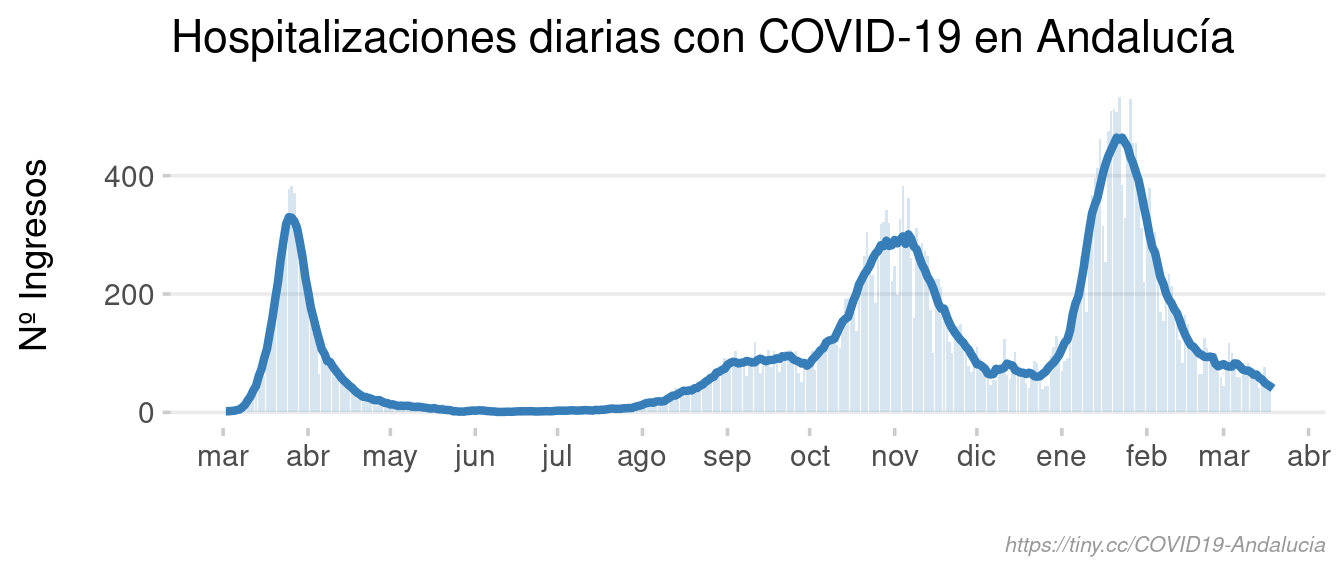 Hospitalizaciones diarias con COVID-19 en Andalucía
Nº Ingresos
400
200
0
mar abr may jun jul ago sep oct nov dic ene feb mar abr
https://tiny.cc/COVID19-Andalucia